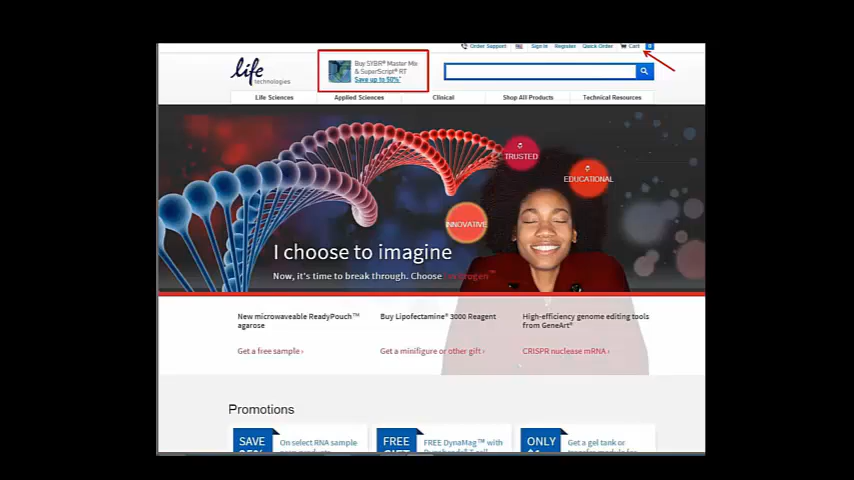 Order Support
Sign In
Register
Quick Order
Cart
0
life
technologies
Buy SYBR® Master Mix
& SuperScript® RT
Save up to 50%*
Life Sciences
Applied Sciences
Clinical
Shop All Products
Technical Resources
TRUSTED
EDUCATIONAL
INNOVATIVE
I choose to imagine
Now, it's time to break through. Choose Invitrogen™
New microwaveable ReadyPouch™
agarose
Get a free sample ›
Buy Lipofectamine® 3000 Reagent
Get a minifigure or other gift ›
High-efficiency genome editing tools
from GeneArt®
CRISPR nuclease mRNA ›
Promotions
SAVE
On select RNA sample
FREE
GIFT
FREE DynaMag™ with
ONLY
Get a gel tank or